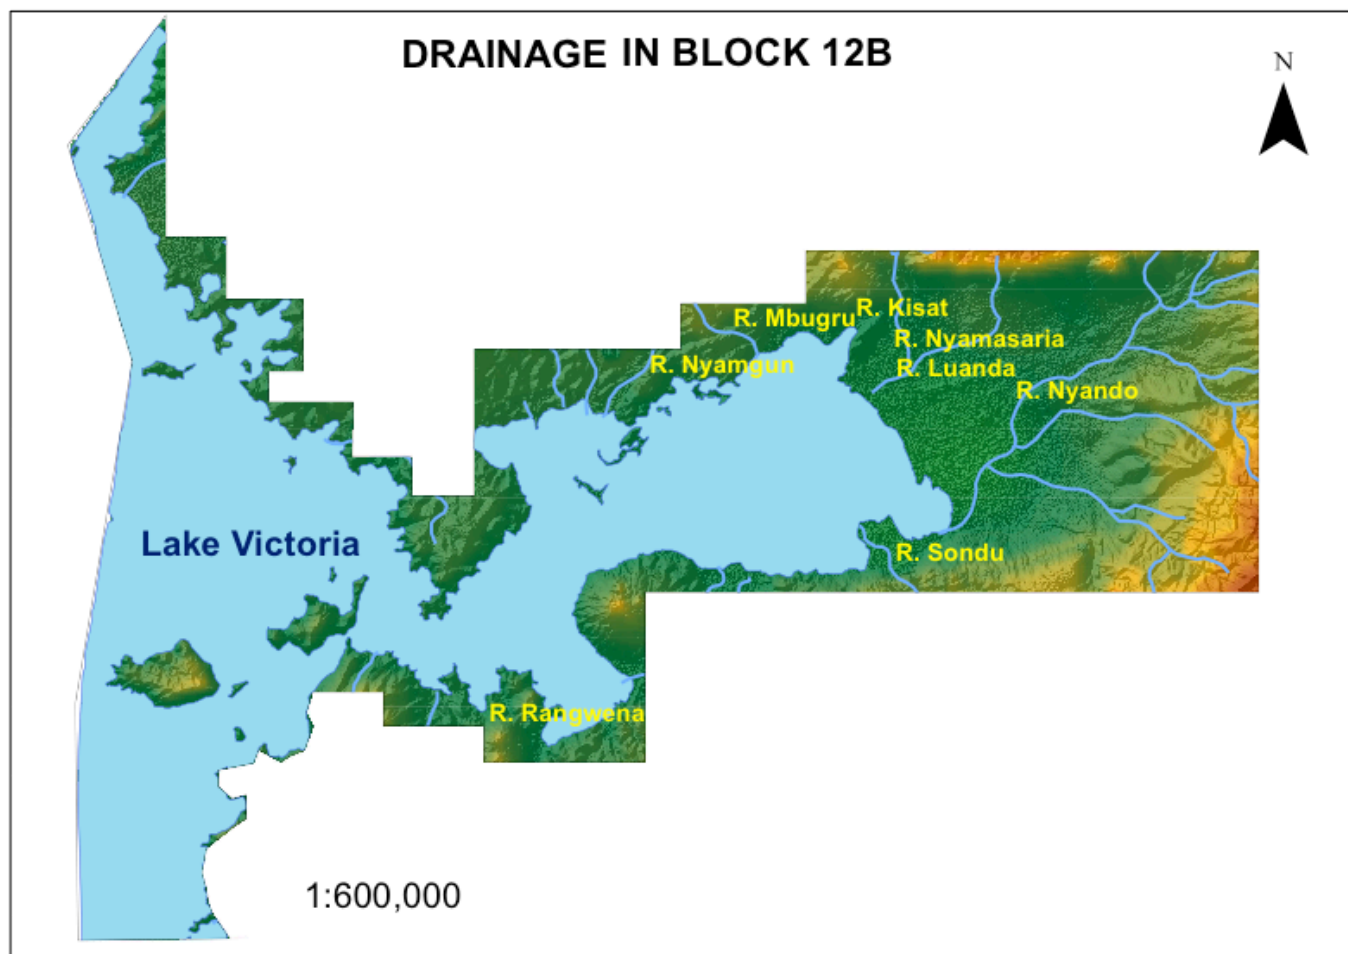 DRAINAGE IN BLOCK 12B
N
R. Kisat
R. Mbugru
R. Nyamasaria
R. Nyamgun
R. Luanda
R. Nyando
Lake Victoria
R. Sondu
R. Rangwena
1:600,000